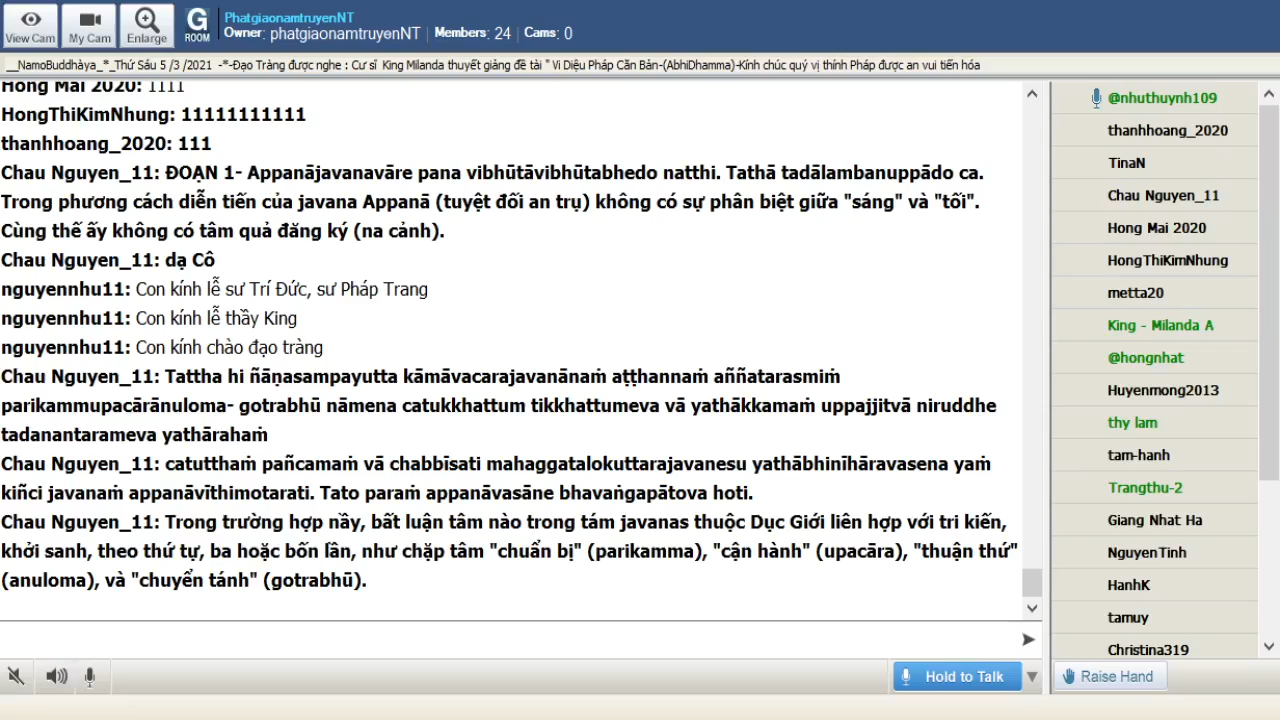 View Cam
My Cam
Enlarge
G
ROOM
PhatgiaonamtruyenNT
Owner: phatgiaonamtruyenNT | Members: 24 | Cams: 0
__NamoBuddhàya_*_Thứ Sáu 5 /3 /2021 -*-Đạo Tràng được nghe : Cư sĩ King Milanda thuyết giảng đề tài " Vi Diệu Pháp Căn Bản-(AbhiDhamma)-Kính chúc quý vị thính Pháp được an vui tiến hóa
Hong Mai 2020: 1111
HongThiKimNhung: 11111111111
thanhhoang_2020: 111
Chau Nguyen_11: ĐOẠN 1- Appanājavanavāre pana vibhūtāvibhūtabhedo natthi. Tathā tadālambanuppādo ca.
Trong phương cách diễn tiến của javana Appanā (tuyệt đối an trụ) không có sự phân biệt giữa "sáng" và "tối".
Cùng thế ấy không có tâm quả đăng ký (na cảnh).
Chau Nguyen_11: dạ Cô
nguyennhu11: Con kính lễ sư Trí Đức, sư Pháp Trang
nguyennhu11: Con kính lễ thầy King
nguyennhu11: Con kính chào đạo tràng
Chau Nguyen_11: Tattha hi ñāṇasampayutta kāmāvacarajavanānaṁ aṭṭhannaṁ aññatarasmiṁ
parikammupacārānuloma- gotrabhū nāmena catukkhattum tikkhattumeva vā yathākkamaṁ uppajjitvā niruddhe
tadanantarameva yathārahaṁ
Chau Nguyen_11: catutthaṁ pañcamaṁ vā chabbīsati mahaggatalokuttarajavanesu yathābhinīhāravasena yaṁ
kiñci javanaṁ appanāvīthimotarati. Tato paraṁ appanāvasāne bhavaṅgapātova hoti.
Chau Nguyen_11: Trong trường hợp nầy, bất luận tâm nào trong tám javanas thuộc Dục Giới liên hợp với tri kiến,
khởi sanh, theo thứ tự, ba hoặc bốn lần, như chặp tâm "chuẩn bị" (parikamma), "cận hành" (upacāra), "thuận thứ"
(anuloma), và "chuyển tánh" (gotrabhū).
@nhuthuynh109
thanhhoang_2020
TinaN
Chau Nguyen_11
Hong Mai 2020
HongThiKimNhung
metta20
King - Milanda A
@hongnhat
Huyenmong2013
thy lam
tam-hanh
Trangthu-2
Giang Nhat Ha
NguyenTinh
HanhK
tamuy
Christina319
Hold to Talk
Raise Hand